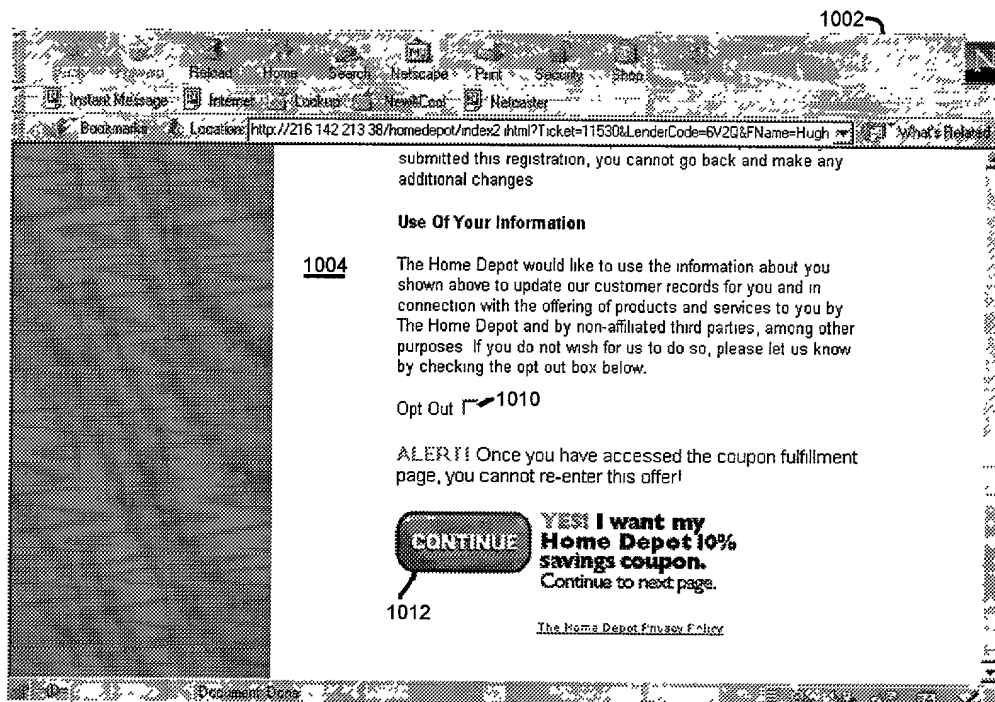 1002
Reload Home Search Netscape Print Security Shop
Instant Message Internet Lookup New&Cool Netcaster
Bookmarks Location: http://216 142 213 38/homedepot/index2 ihtml?Ticket=11530&LenderCode=6V2Q&FName=Hugh What's Related
submitted this registration, you cannot go back and make any
additional changes
Use Of Your Information
1004
The Home Depot would like to use the information about you
shown above to update our customer records for you and in
connection with the offering of products and services to you by
The Home Depot and by non-affiliated third parties, among other
purposes If you do not wish for us to do so, please let us know
by checking the opt out box below.
Opt Out 1010
ALERT! Once you have accessed the coupon fulfillment
page, you cannot re-enter this offer!
CONTINUE
YES! I want my
Home Depot 10%
savings coupon.
Continue to next page.
1012
The Home Depot Privacy Policy
Document Done